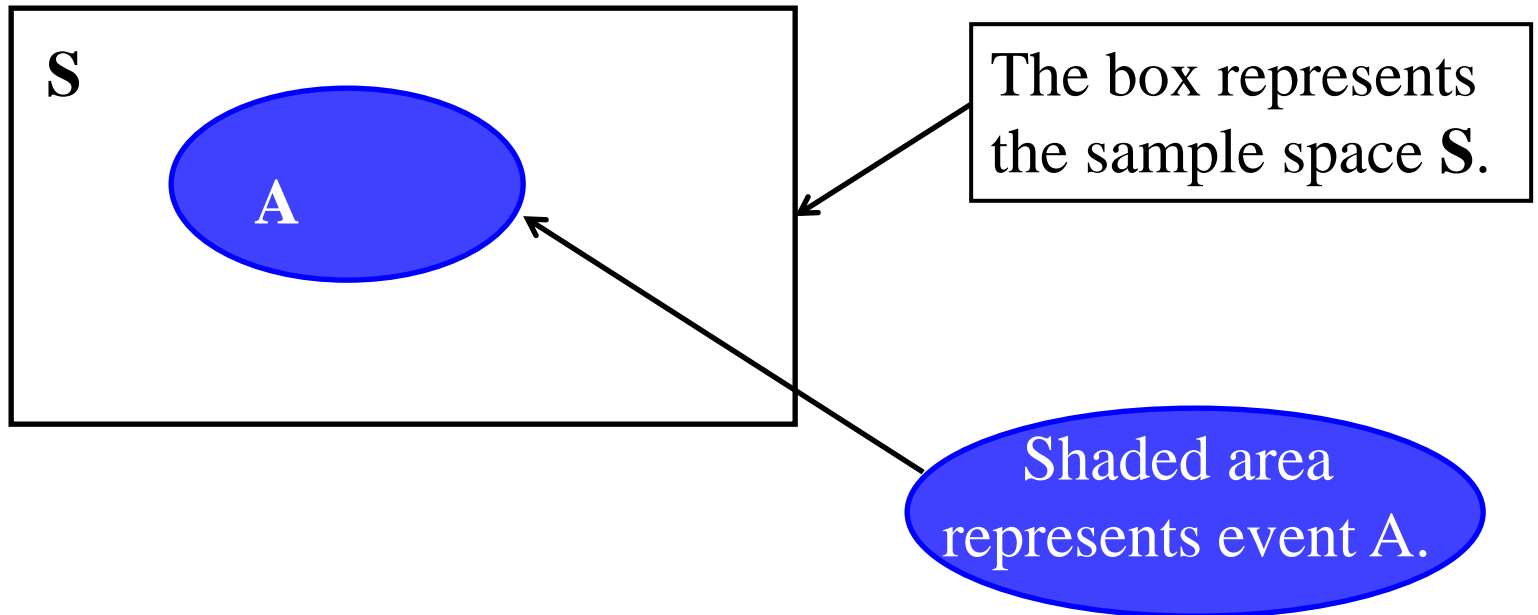 S
A
The box represents
the sample space S.
Shaded area
represents event A.